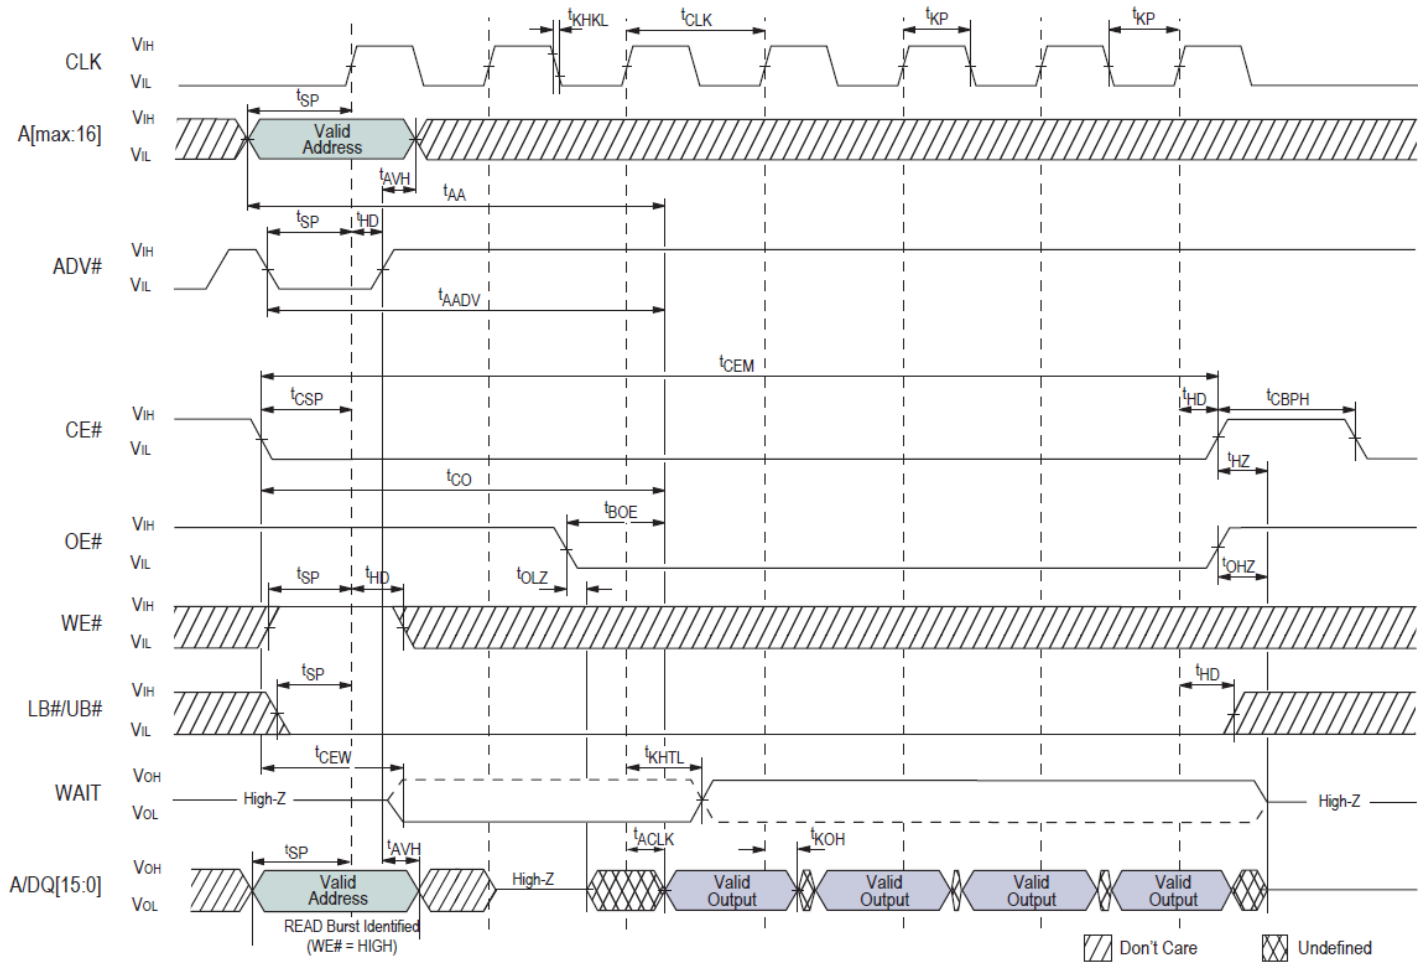 tKHKL tCLK tKP tKP
CLK VIH
VIL
tSP
A[max:16] VIH
VIL
Valid
Address
tAVH
tAA
tSP tHD
ADV# VIH
VIL
tAADV
tCEM
tCSP tHD tCBPH
CE# VIH
VIL
tHZ
tCO
tBOE
OE# VIH
VIL
tOLZ tOHZ
tSP tHD
WE# VIH
VIL
tSP tHD
LB#/UB# VIH
VIL
tCEW tKHTL
WAIT VOH
VOL
High-Z High-Z
tSP tAVH tACLK tKOH
A/DQ[15:0] VOH
VOL
Valid
Address
High-Z
Valid
Output
Valid
Output
Valid
Output
Valid
Output
READ Burst Identified
(WE# = HIGH)
Don't Care Undefined